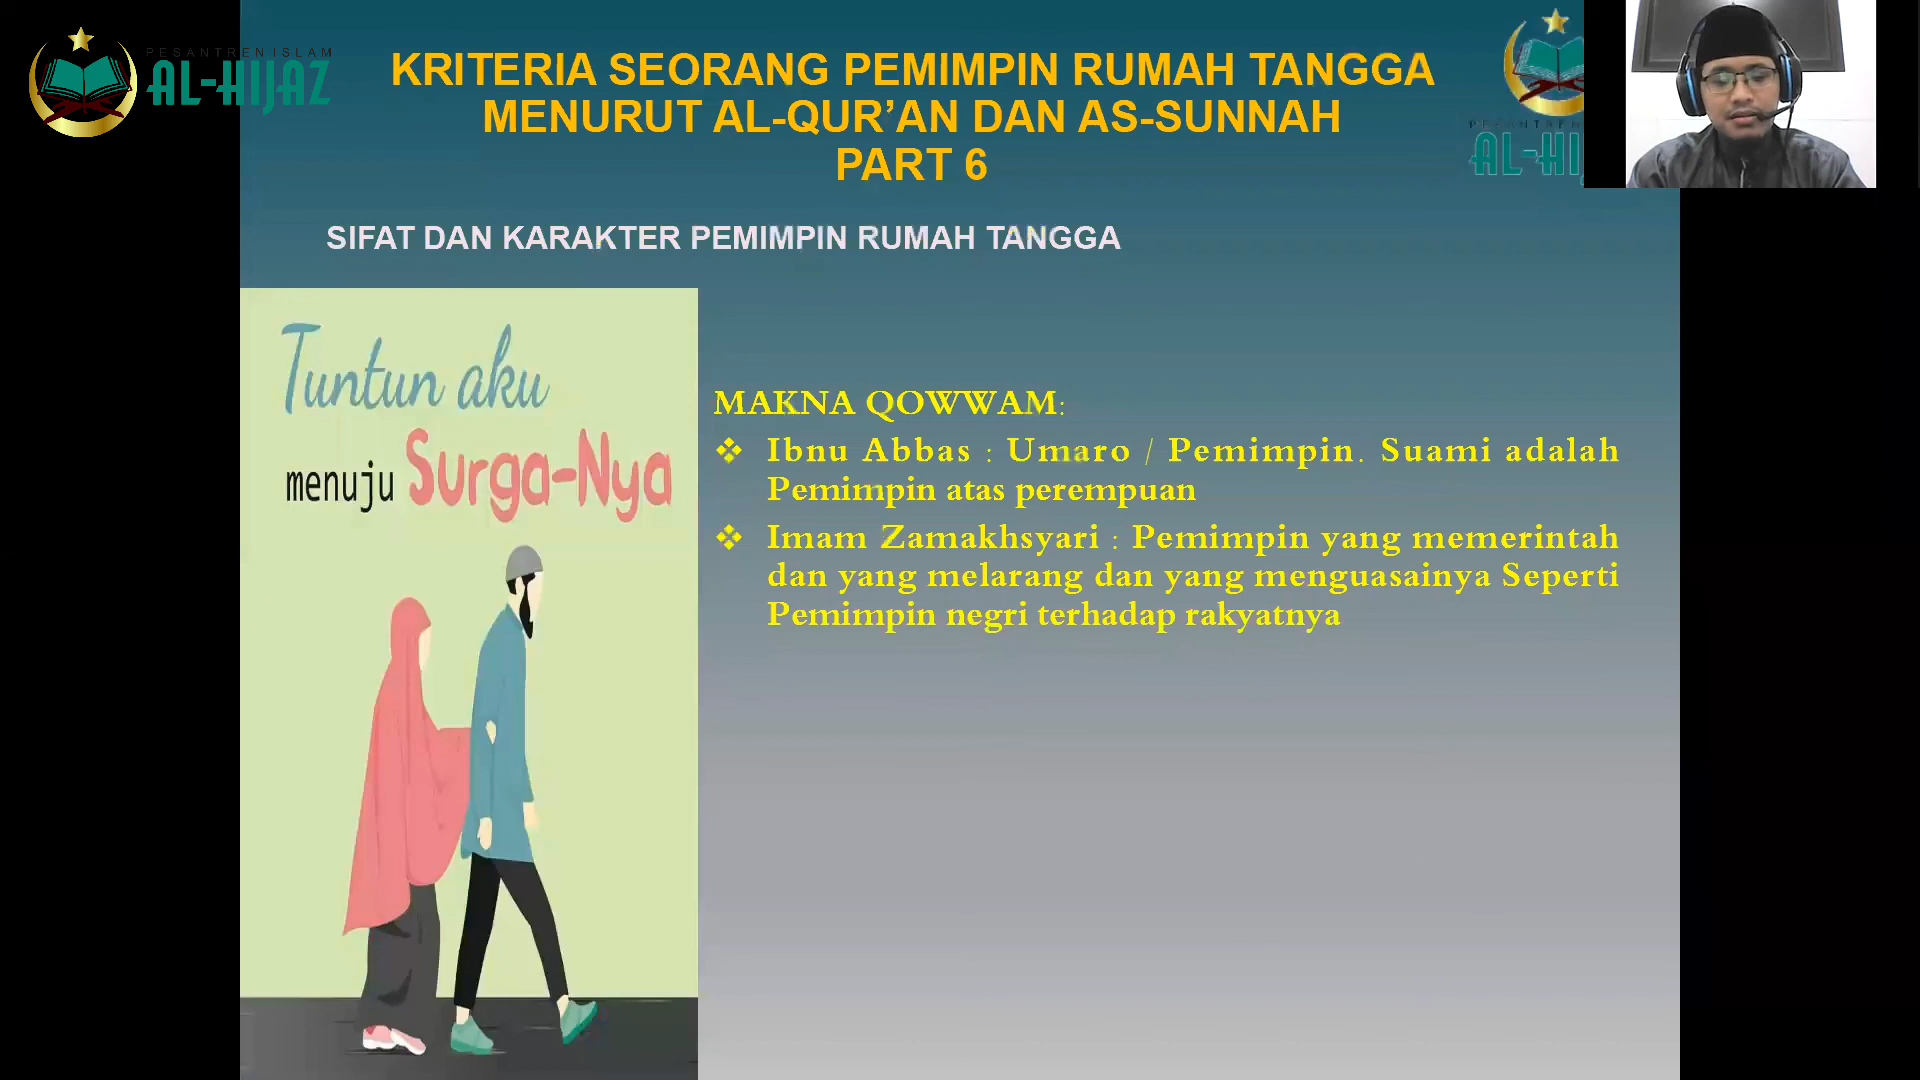 PESANTREN ISLAM
AL-HIJAZ
KRITERIA SEORANG PEMIMPIN RUMAH TANGGA
MENURUT AL-QUR’AN DAN AS-SUNNAH
PART 6
SIFAT DAN KARAKTER PEMIMPIN RUMAH TANGGA
Tuntun aku
menuju Surga-Nya
MAKNA QOWWAM:
❖ Ibnu Abbas : Umaro / Pemimpin. Suami adalah
Pemimpin atas perempuan
❖ Imam Zamakhsyari : Pemimpin yang memerintah
dan yang melarang dan yang menguasainya Seperti
Pemimpin negri terhadap rakyatnya